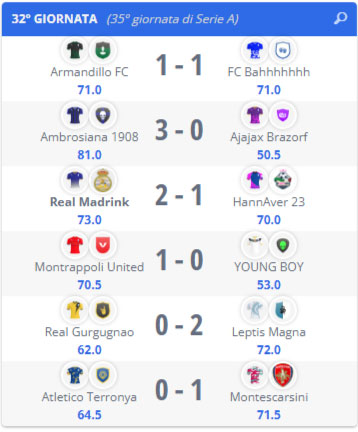 32º GIORNATA (35º giornata di Serie A)
Armandillo FC 1 - 1 FC Bahhhhhhh
71.0 71.0
Ambrosiana 1908 3 - 0 Ajajax Brazorf
81.0 50.5
Real Madrink 2 - 1 HannAver 23
73.0 70.0
Montrappoli United 1 - 0 YOUNG BOY
70.5 53.0
Real Gurgugnao 0 - 2 Leptis Magna
62.0 72.0
Atletico Terronya 0 - 1 Montescarsini
64.5 71.5